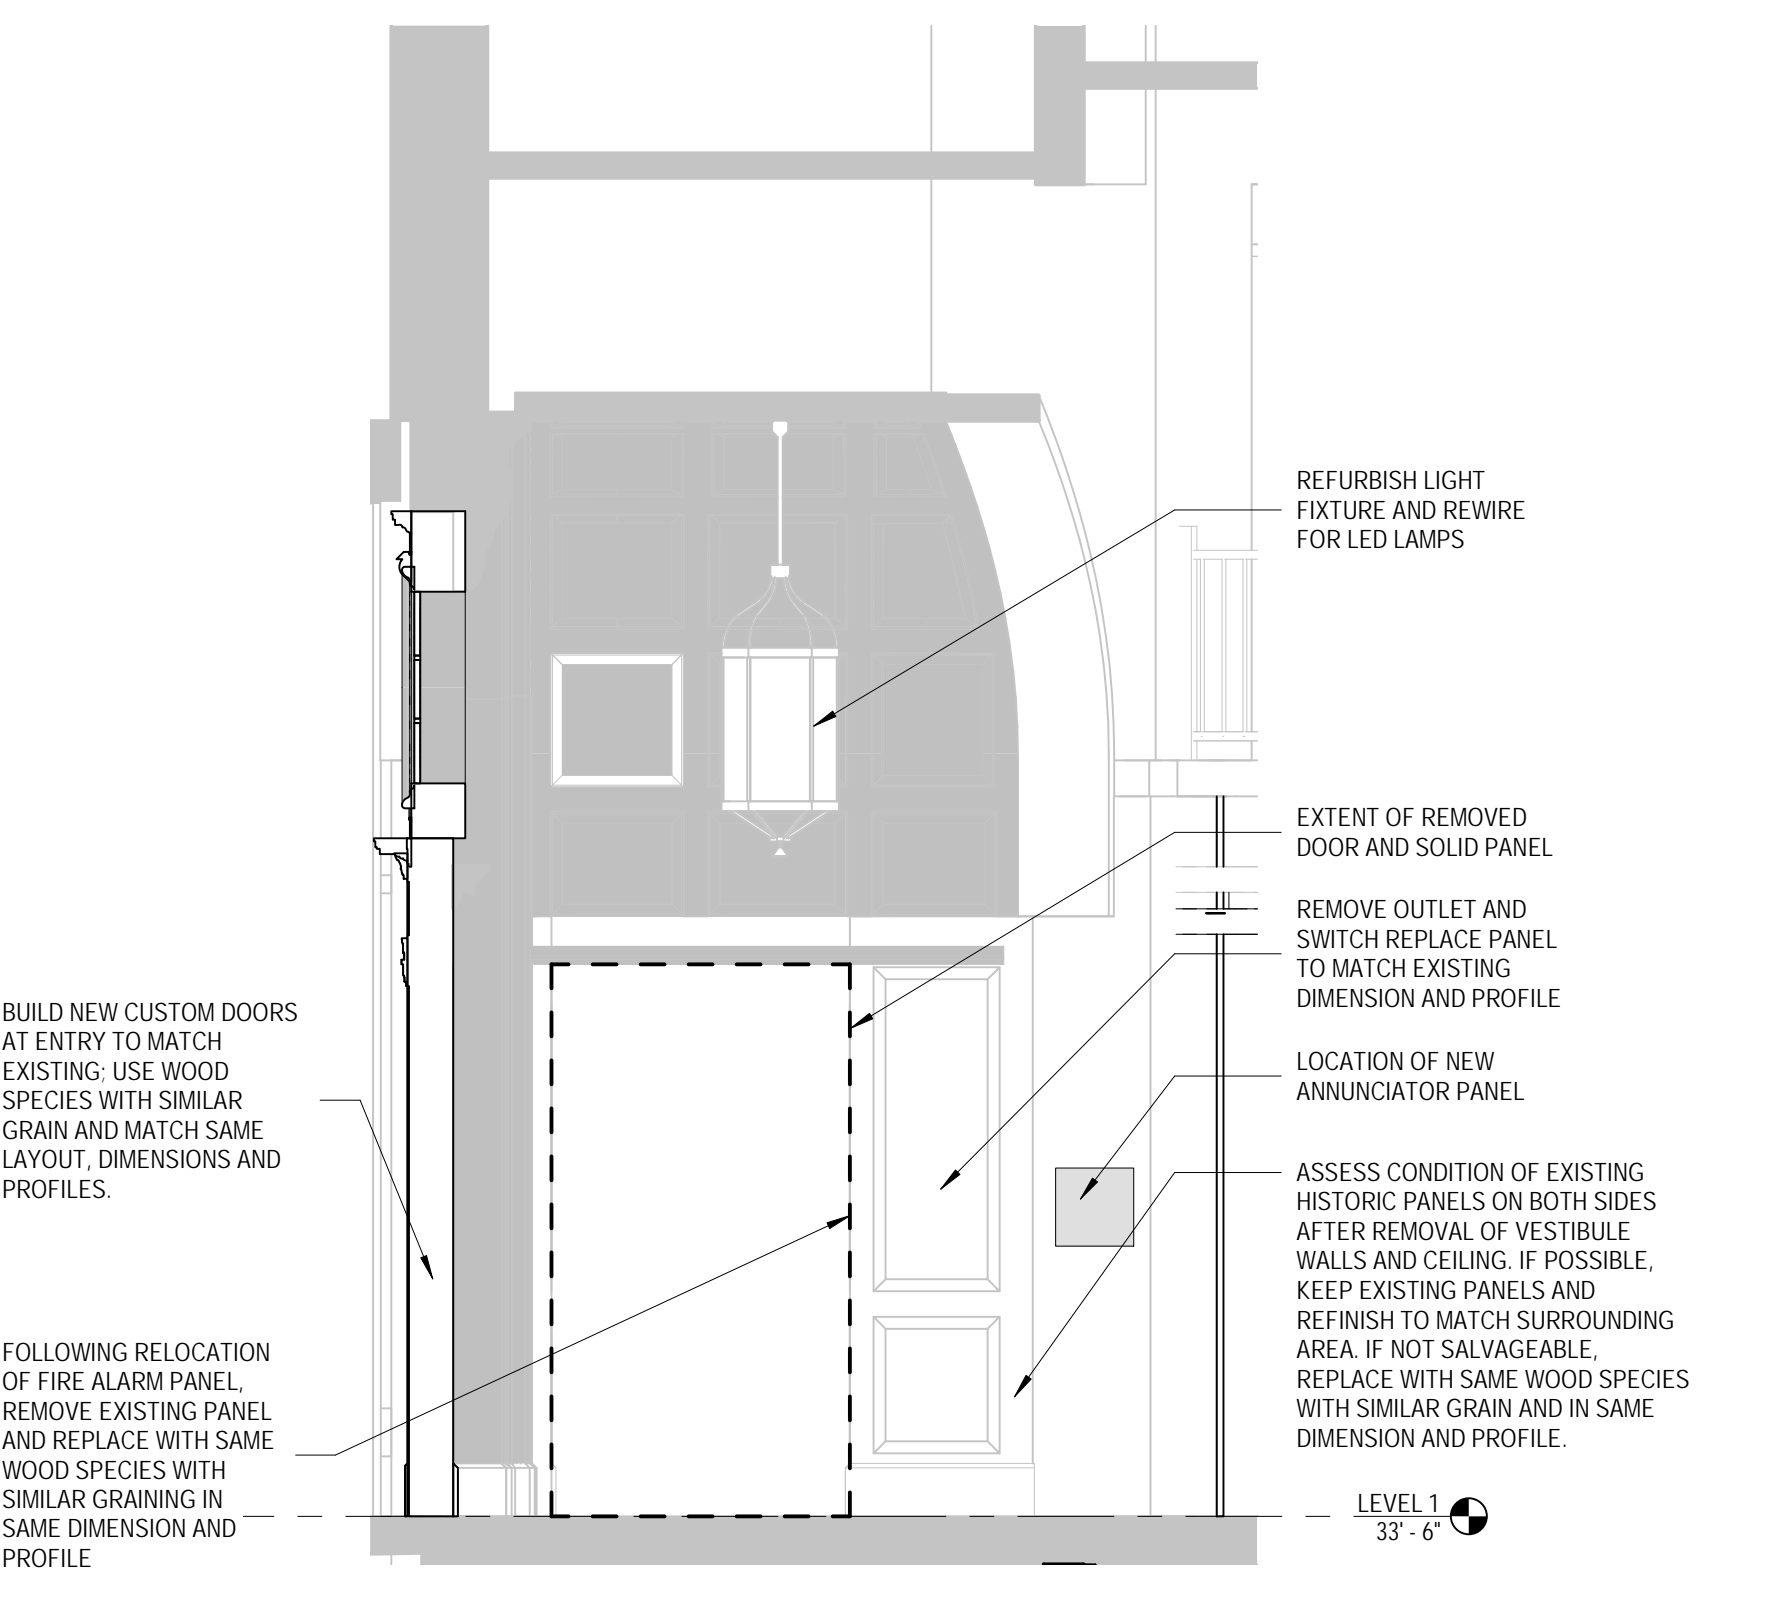 REFURBISH LIGHT
FIXTURE AND REWIRE
FOR LED LAMPS
EXTENT OF REMOVED
DOOR AND SOLID PANEL
REMOVE OUTLET AND
SWITCH REPLACE PANEL
TO MATCH EXISTING
DIMENSION AND PROFILE
LOCATION OF NEW
ANNUNCIATOR PANEL
ASSESS CONDITION OF EXISTING
HISTORIC PANELS ON BOTH SIDES
AFTER REMOVAL OF VESTIBULE
WALLS AND CEILING. IF POSSIBLE,
KEEP EXISTING PANELS AND
REFINISH TO MATCH SURROUNDING
AREA. IF NOT SALVAGEABLE,
REPLACE WITH SAME WOOD SPECIES
WITH SIMILAR GRAIN AND IN SAME
DIMENSION AND PROFILE.
BUILD NEW CUSTOM DOORS
AT ENTRY TO MATCH
EXISTING; USE WOOD
SPECIES WITH SIMILAR
GRAIN AND MATCH SAME
LAYOUT, DIMENSIONS AND
PROFILES.
FOLLOWING RELOCATION
OF FIRE ALARM PANEL,
REMOVE EXISTING PANEL
AND REPLACE WITH SAME
WOOD SPECIES WITH
SIMILAR GRAINING IN
SAME DIMENSION AND
PROFILE
LEVEL 1
33' - 6"